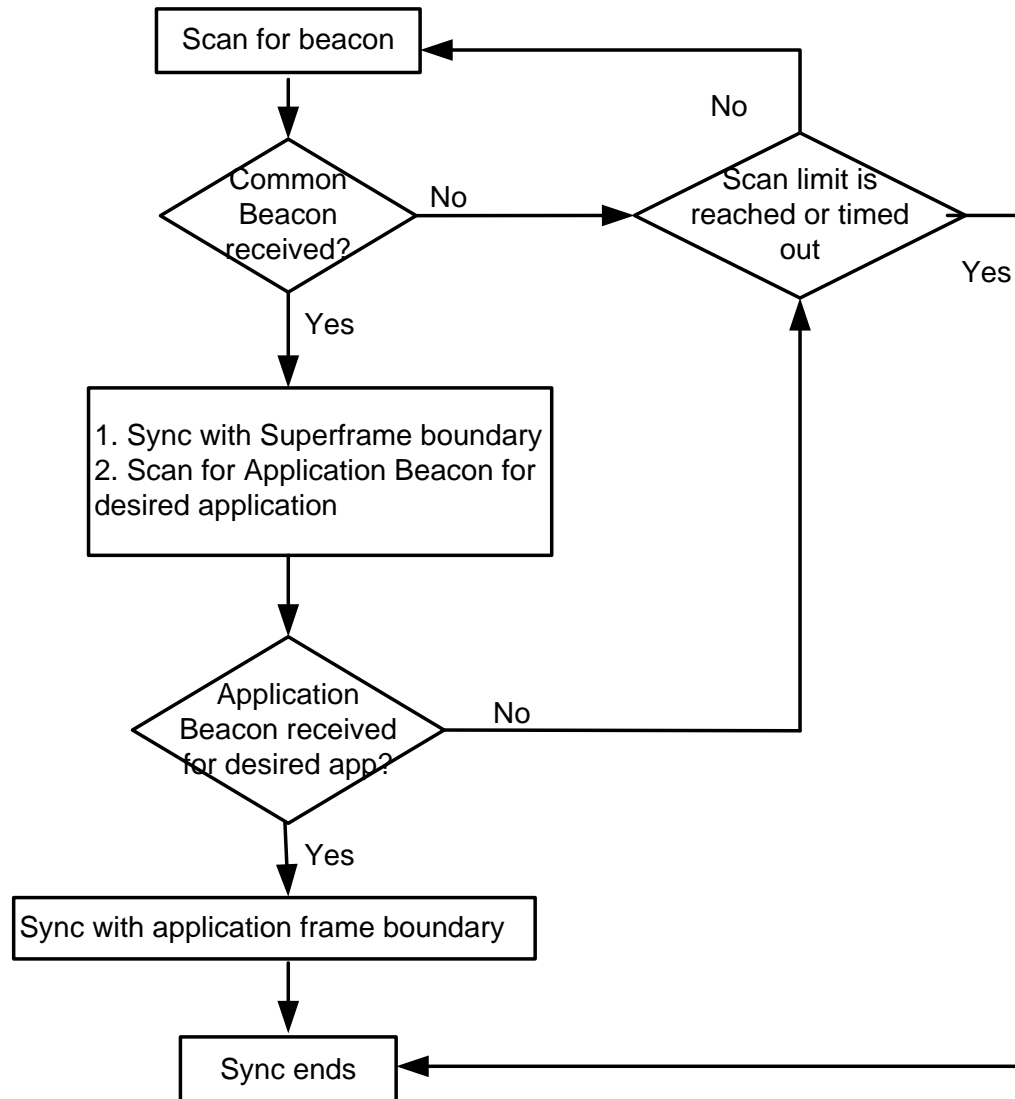 Scan for beacon
No
Common
Beacon
received?
No
Scan limit is
reached or timed
out
Yes
Yes
1. Sync with Superframe boundary
2. Scan for Application Beacon for
desired application
Application
Beacon received
for desired app?
No
Yes
Sync with application frame boundary
Sync ends